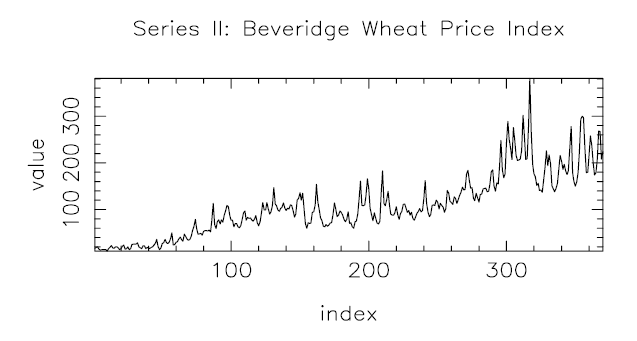 Series II: Beveridge Wheat Price Index
value
300
200
100
100 200 300
index